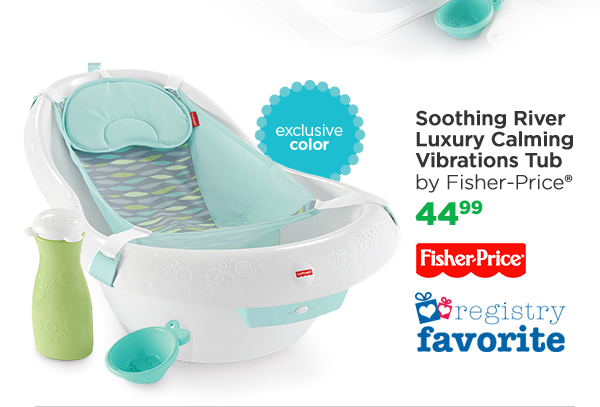 exclusive
color
Soothing River
Luxury Calming
Vibrations Tub
by Fisher-Price®
44⁹⁹
Fisher-Price®
registry
favorite